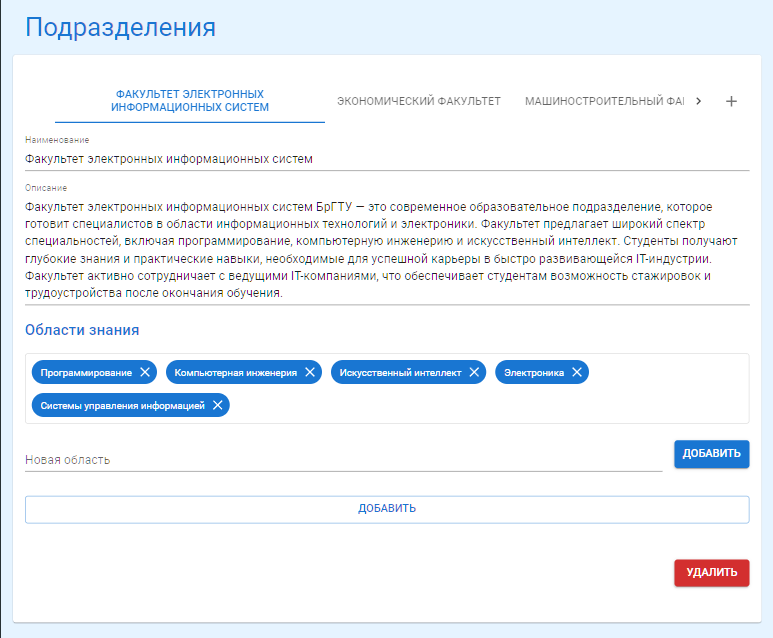 Подразделения
ФАКУЛЬТЕТ ЭЛЕКТРОННЫХ
ИНФОРМАЦИОННЫХ СИСТЕМ
ЭКОНОМИЧЕСКИЙ ФАКУЛЬТЕТ
МАШИНОСТРОИТЕЛЬНЫЙ ФА
Наименование
Факультет электронных информационных систем
Описание
Факультет электронных информационных систем БрГТУ — это современное образовательное подразделение, которое
готовит специалистов в области информационных технологий и электроники. Факультет предлагает широкий спектр
специальностей, включая программирование, компьютерную инженерию и искусственный интеллект. Студенты получают
глубокие знания и практические навыки, необходимые для успешной карьеры в быстро развивающейся IT-индустрии.
Факультет активно сотрудничает с ведущими IT-компаниями, что обеспечивает студентам возможность стажировок и
трудоустройства после окончания обучения.
Области знания
Программирование
Компьютерная инженерия
Искусственный интеллект
Электроника
Системы управления информацией
Новая область
ДОБАВИТЬ
ДОБАВИТЬ
УДАЛИТЬ